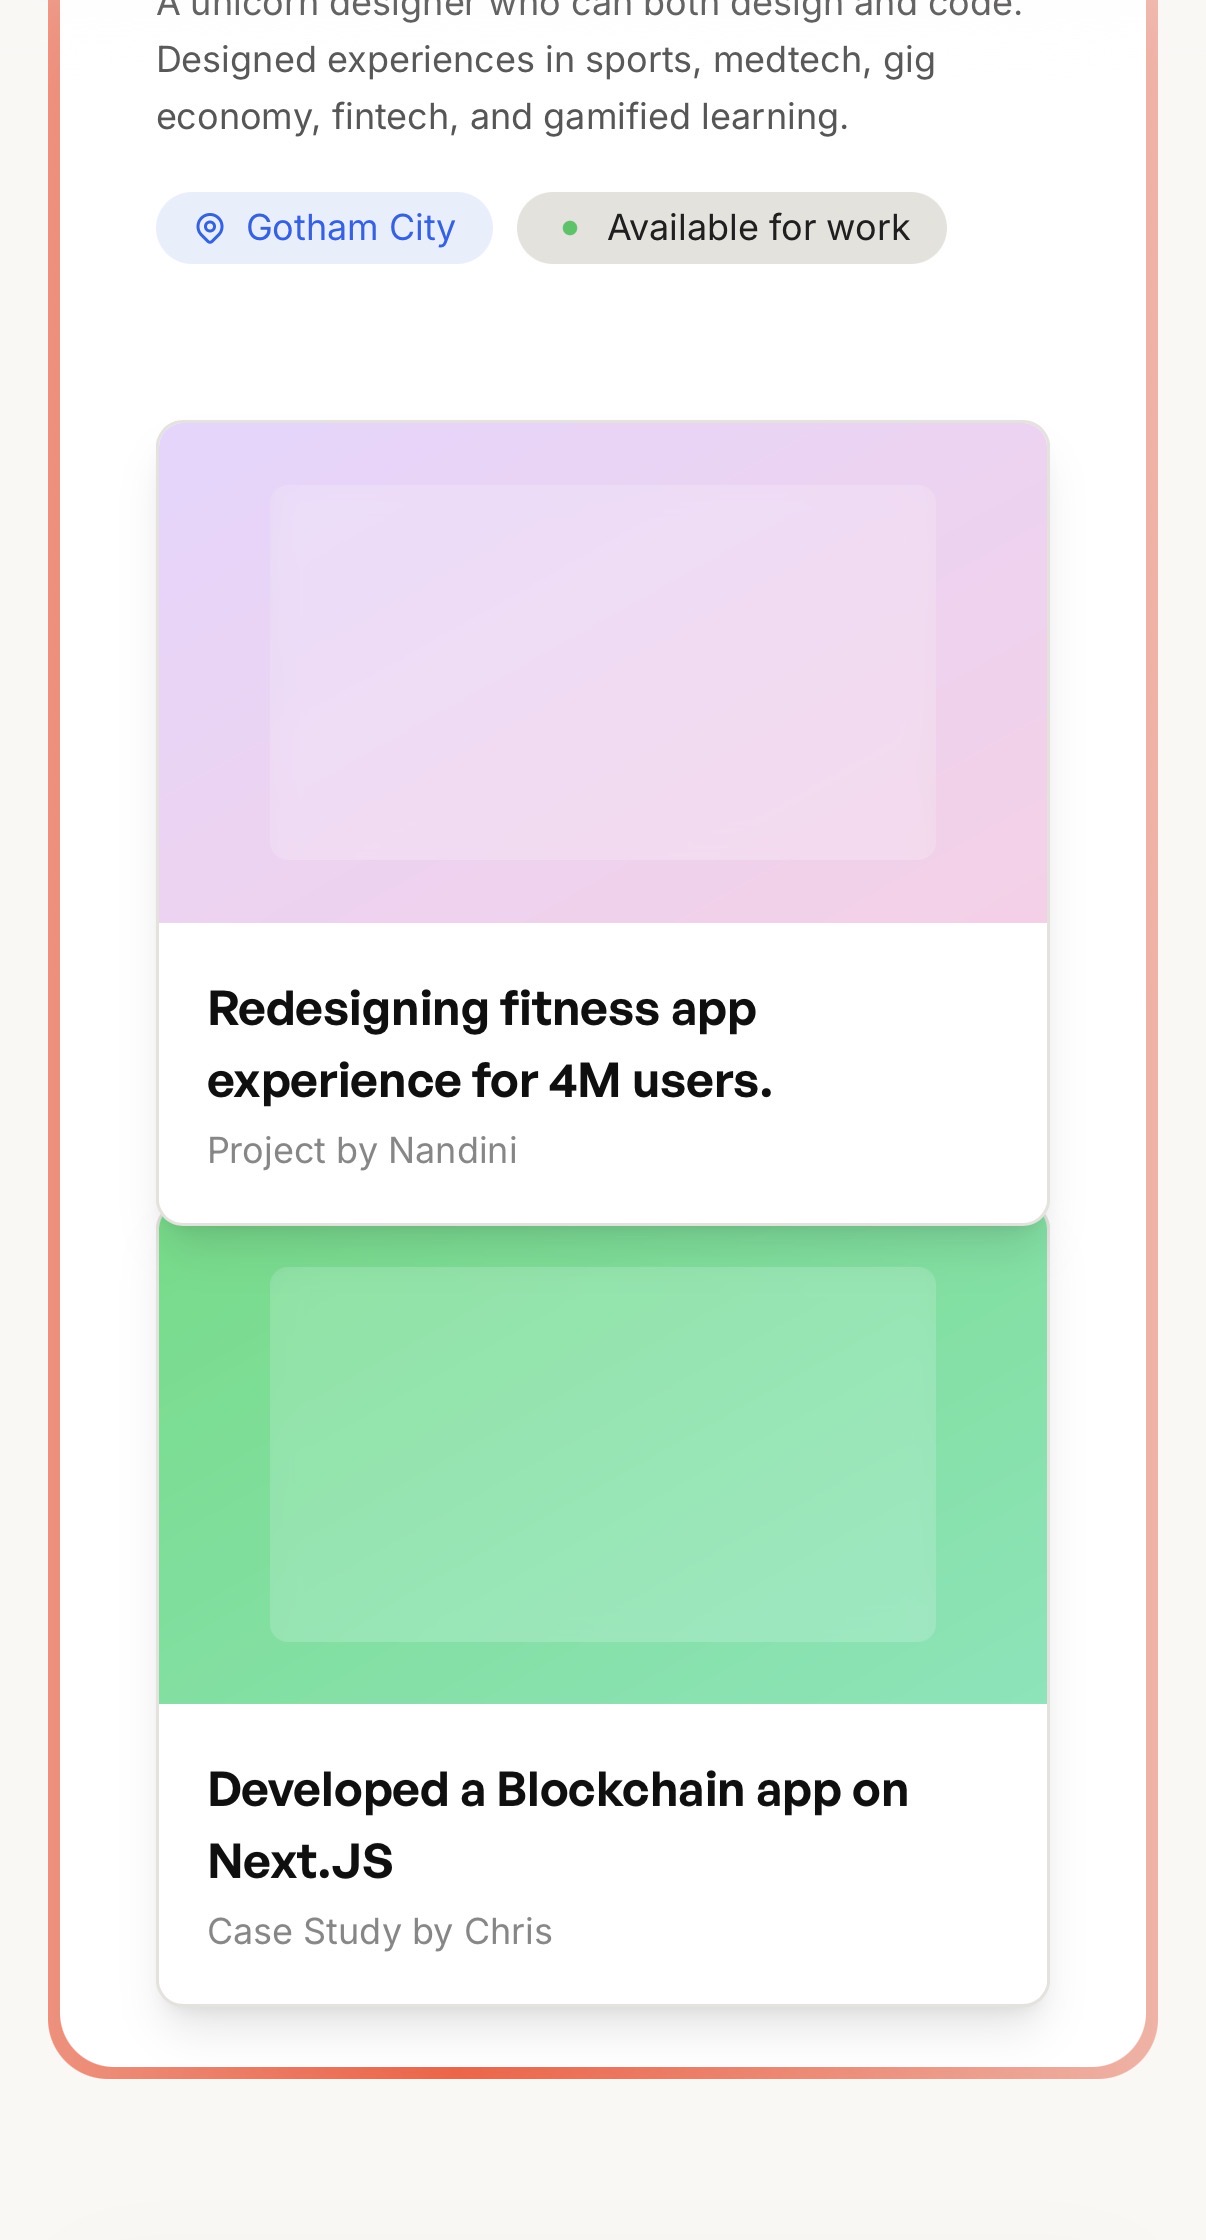 A unicorn designer who can both design and code.
Designed experiences in sports, medtech, gig
economy, fintech, and gamified learning.
Gotham City
Available for work
Redesigning fitness app
experience for 4M users.
Project by Nandini
Developed a Blockchain app on
Next.JS
Case Study by Chris